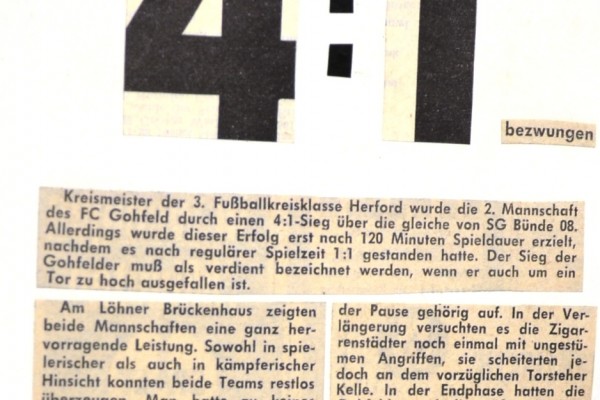 4:1
bezwungen
Kreismeister der 3. Fußballkreisklasse Herford wurde die 2. Mannschaft
des FC Gohfeld durch einen 4:1-Sieg über die gleiche von SG Bünde 08.
Allerdings wurde dieser Erfolg erst nach 120 Minuten Spieldauer erzielt,
nachdem es nach regulärer Spielzeit 1:1 gestanden hatte. Der Sieg der
Gohfelder muß als verdient bezeichnet werden, wenn er auch um ein
Tor zu hoch ausgefallen ist.
Am Löhner Brückenhaus zeigten
beide Mannschaften eine ganz her-
vorragende Leistung. Sowohl in spie-
lerischer als auch in kämpferischer
Hinsicht konnten beide Teams restlos
überzeugen. Man hatte zu keiner
der Pause gehörig auf. In der Ver-
längerung versuchten es die Zigar-
renstädter noch einmal mit ungestü-
men Angriffen, sie scheiterten je-
doch an dem vorzüglichen Torsteher
Kelle. In der Endphase hatten die